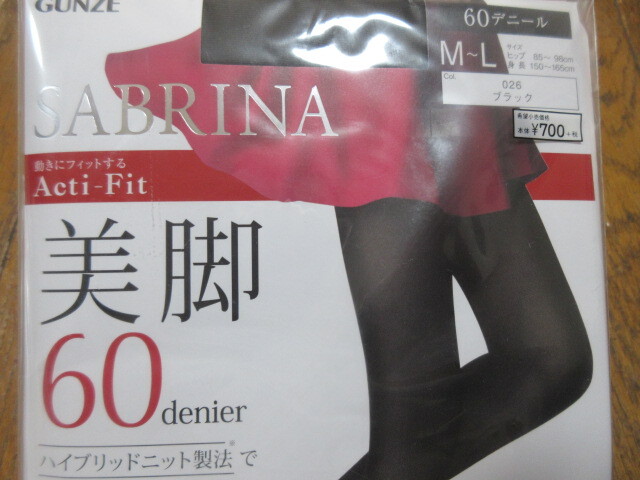 GUNZE
60デニール
M~L
サイズ
ヒップ 85~98cm
身長 150~165cm
Col.
026
ブラック
希望小売価格
本体 ¥700+税
SABRINA
動きにフィットする
Acti-Fit
美脚
60 denier
ハイブリッドニット製法※で